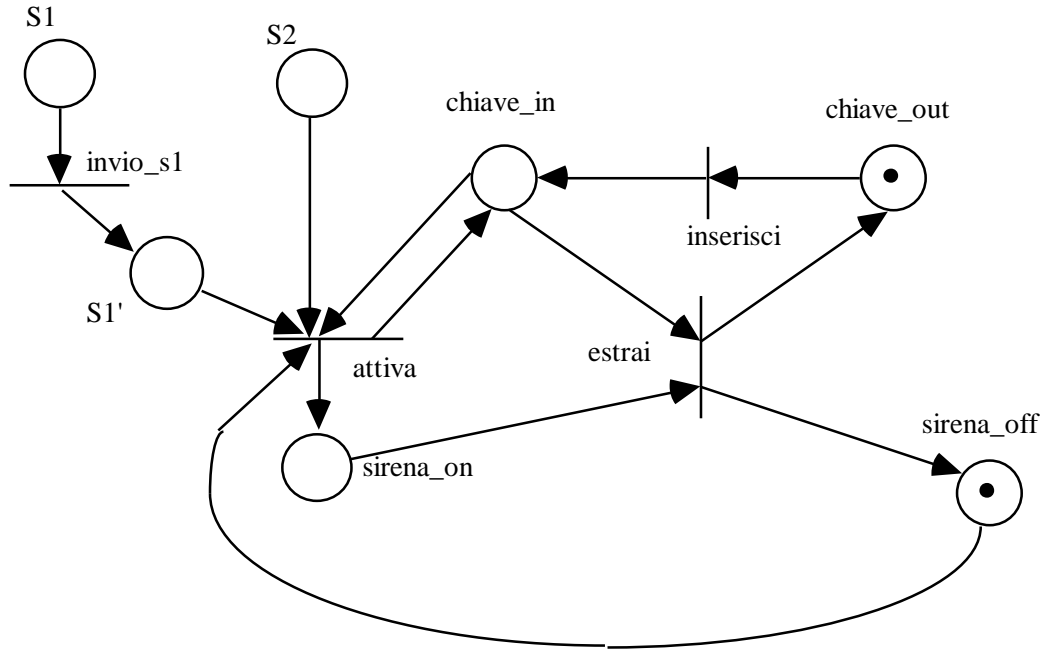 S1
S2
chiave_in
chiave_out
invio_s1
inserisci
S1'
estrai
attiva
sirena_off
sirena_on